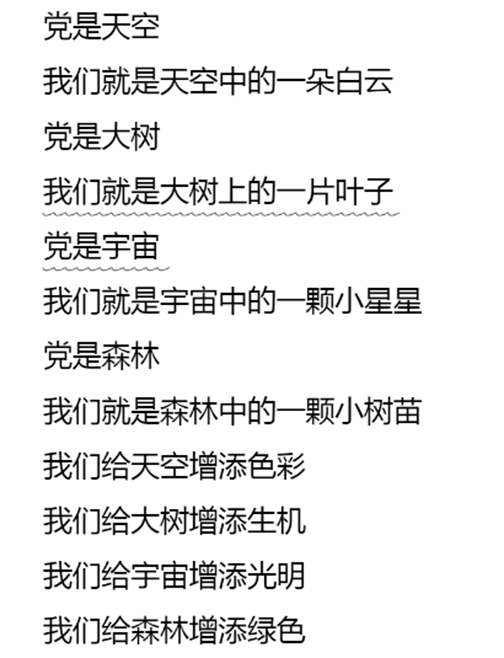 党是天空
我们就是天空中的一朵白云
党是大树
我们就是大树上的一片叶子
党是宇宙
我们就是宇宙中的一颗小星星
党是森林
我们就是森林中的一颗小树苗
我们给天空增添色彩
我们给大树增添生机
我们给宇宙增添光明
我们给森林增添绿色